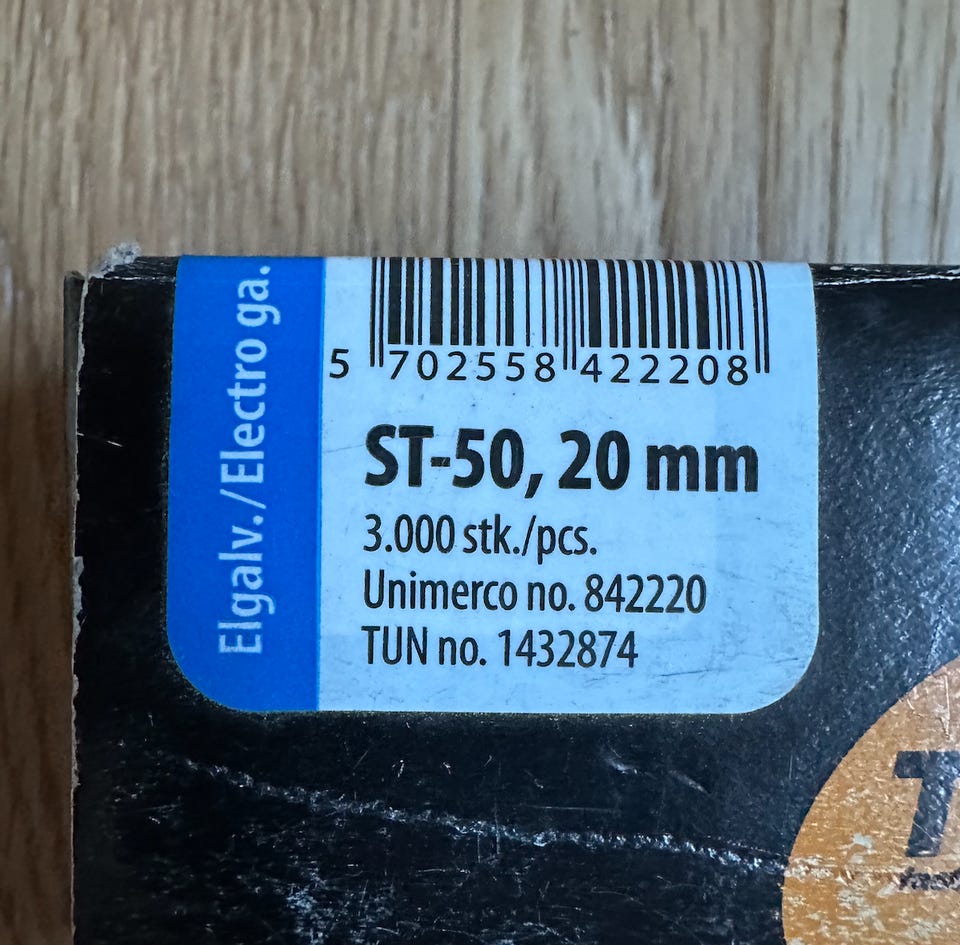 Elgalv./Electro ga.
5 702558 422208
ST-50, 20 mm
3.000 stk./pcs.
Unimerco no. 842220
TUN no. 1432874